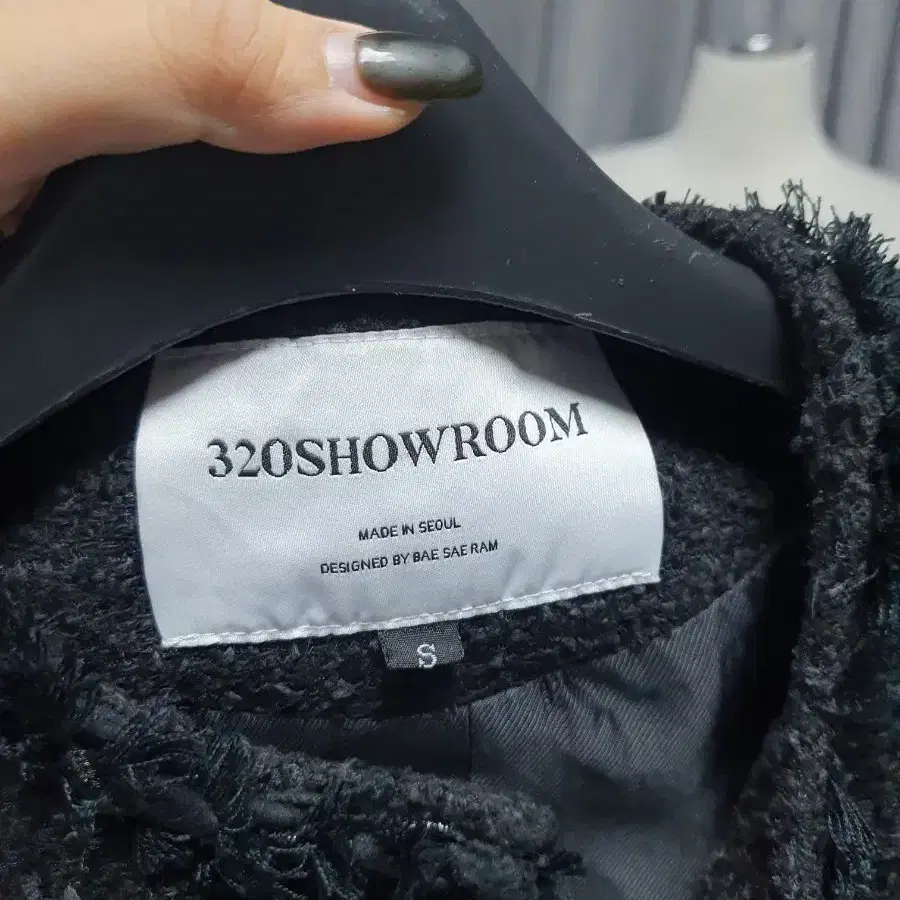 320SHOWROOM
MADE IN SEOUL
DESIGNED BY BAE SAE RAM
S